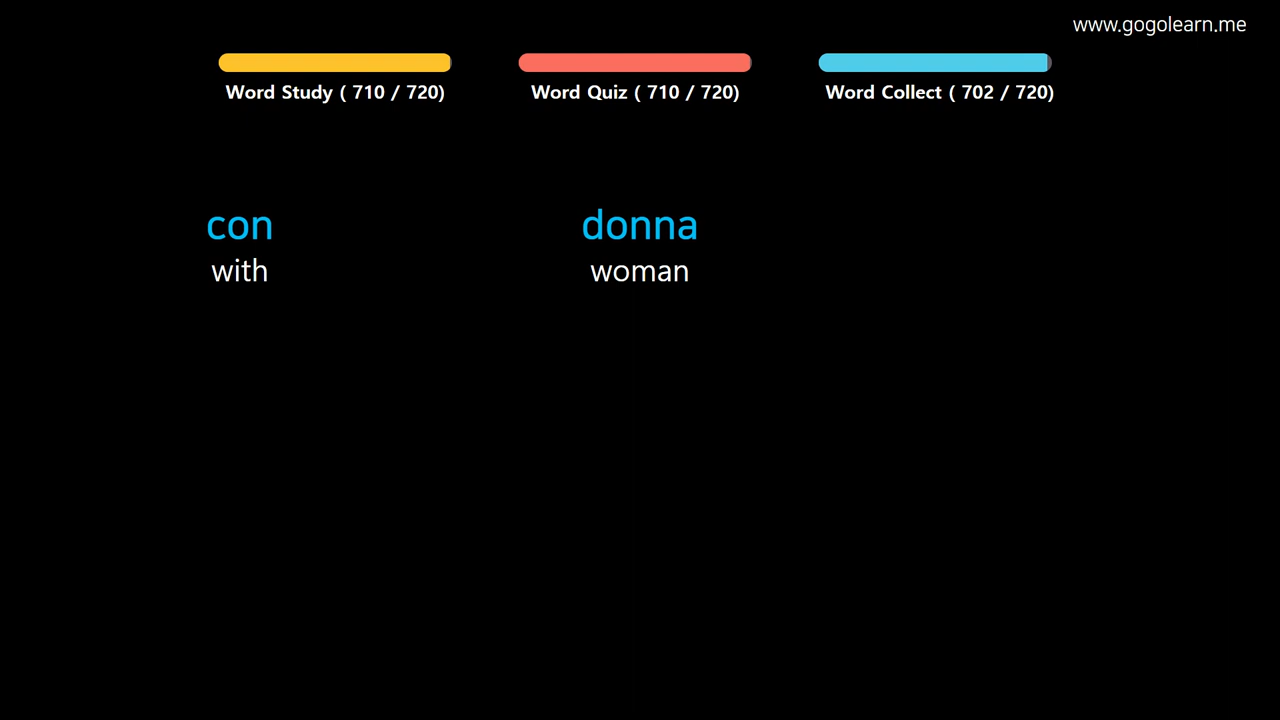 www.gogolearn.me
Word Study ( 710 / 720)
Word Quiz ( 710 / 720)
Word Collect ( 702 / 720)
con
with
donna
woman